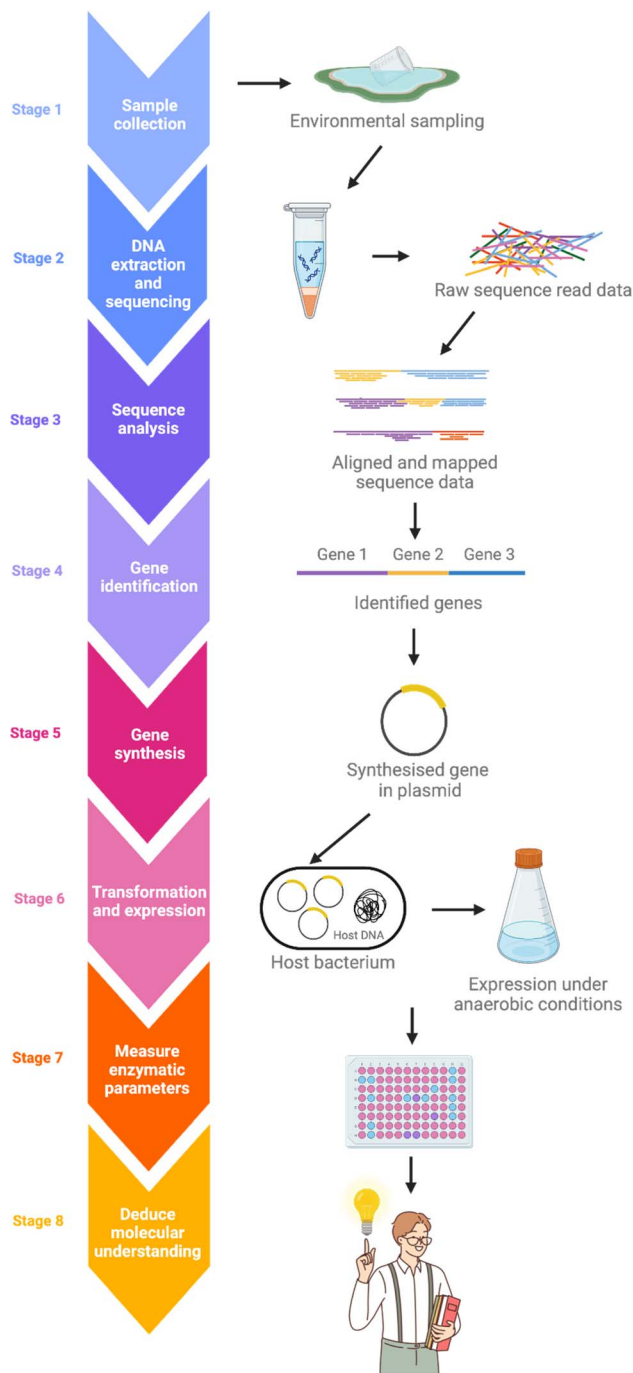 Stage 1
Sample
collection
Environmental sampling
Stage 2
DNA
extraction
and
sequencing
Raw sequence read data
Stage 3
Sequence
analysis
Aligned and mapped
sequence data
Stage 4
Gene
identification
Gene 1 Gene 2 Gene 3
Identified genes
Stage 5
Gene
synthesis
Synthesised gene
in plasmid
Stage 6
Transformation
and expression
Host DNA
Host bacterium
Expression under
anaerobic conditions
Stage 7
Measure
enzymatic
parameters
Stage 8
Deduce
molecular
understanding